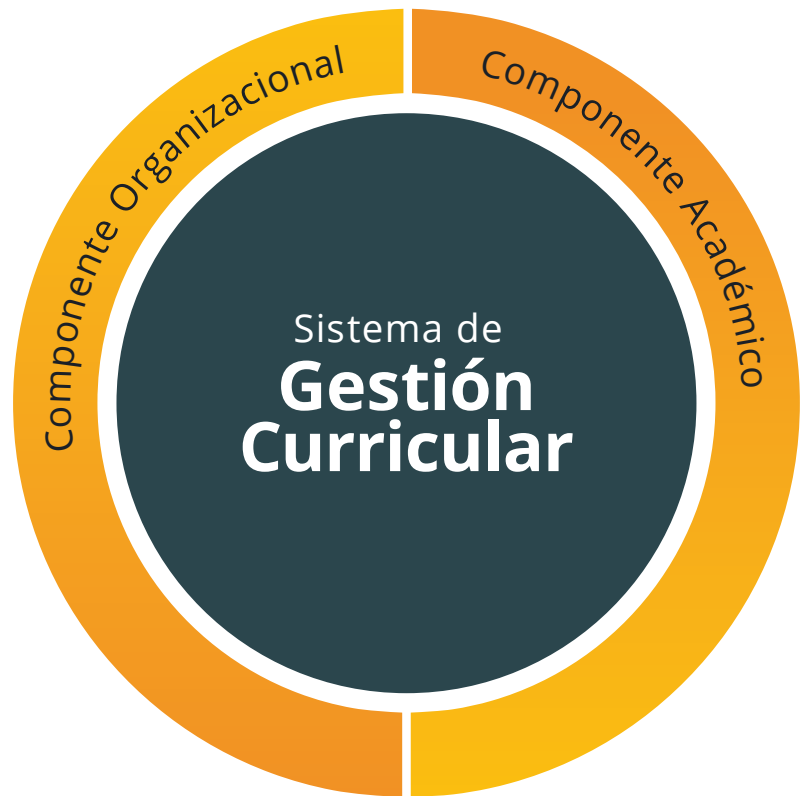 Componente Organizacional
Componente Académico
Sistema de
Gestión
Curricular